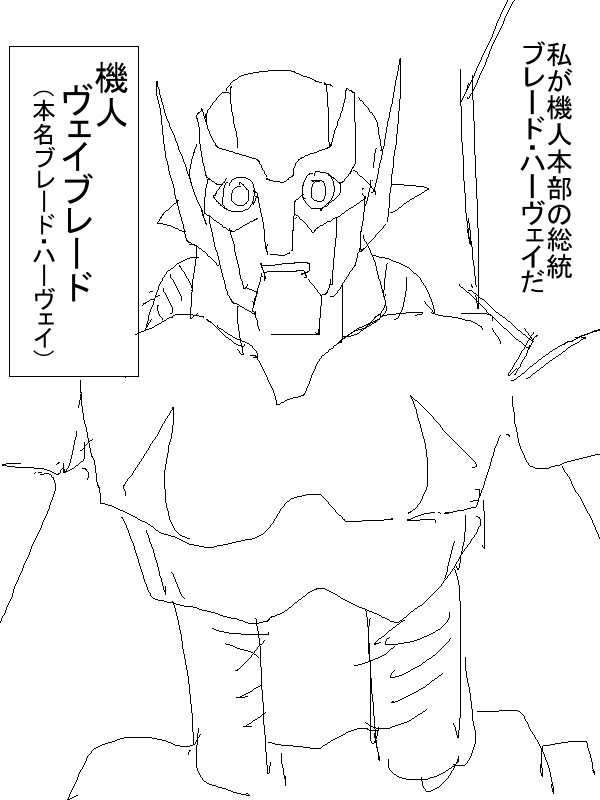 私が機人本部の総統
ブレード・ハーヴェイだ
機人
ヴェイブレード
（本名ブレード・ハーヴェイ）